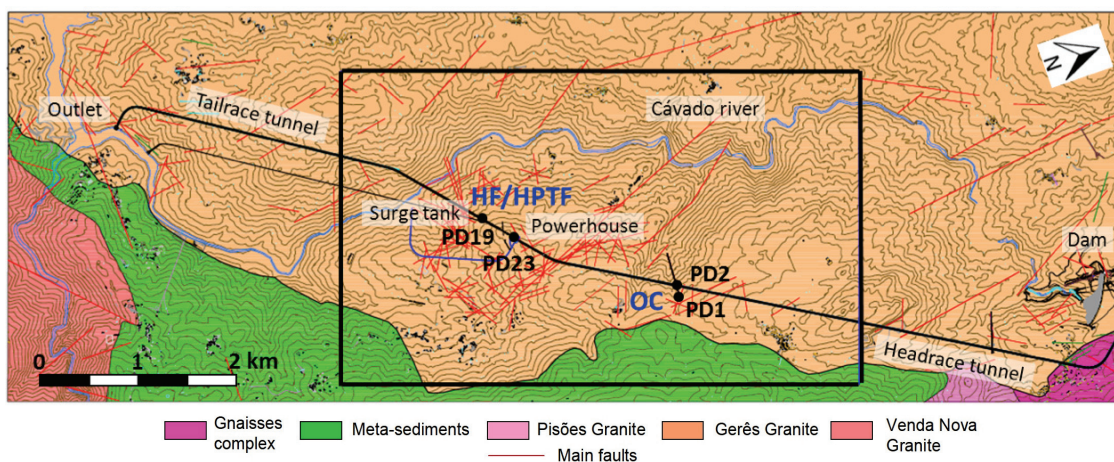 N
Outlet
Tailrace tunnel
Cávado river
HF/HPTF
Surge tank
Powerhouse
PD19
PD23
PD2
OC
PD1
Dam
Headrace tunnel
0 1 2 km
Gnaisses complex
Meta-sediments
Pisões Granite
Gerês Granite
Venda Nova Granite
Main faults